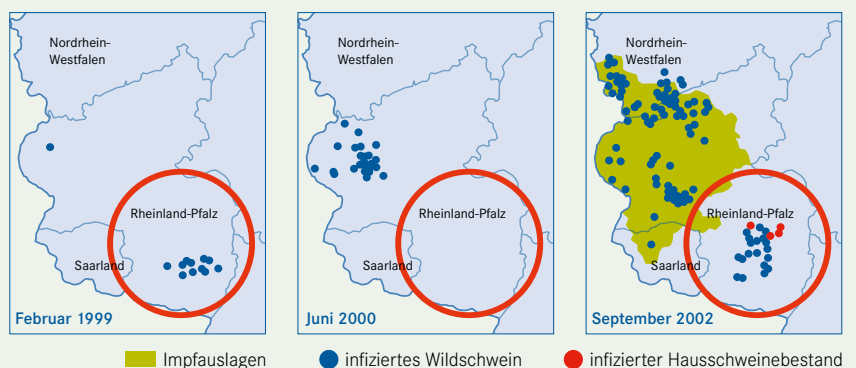 Nordrhein-
Westfalen
Rheinland-Pfalz
Saarland
Februar 1999
Nordrhein-
Westfalen
Rheinland-Pfalz
Saarland
Juni 2000
Nordrhein-
Westfalen
Rheinland-Pfalz
Saarland
September 2002
Impfauslagen
infiziertes Wildschwein
infizierter Hausschweinebestand